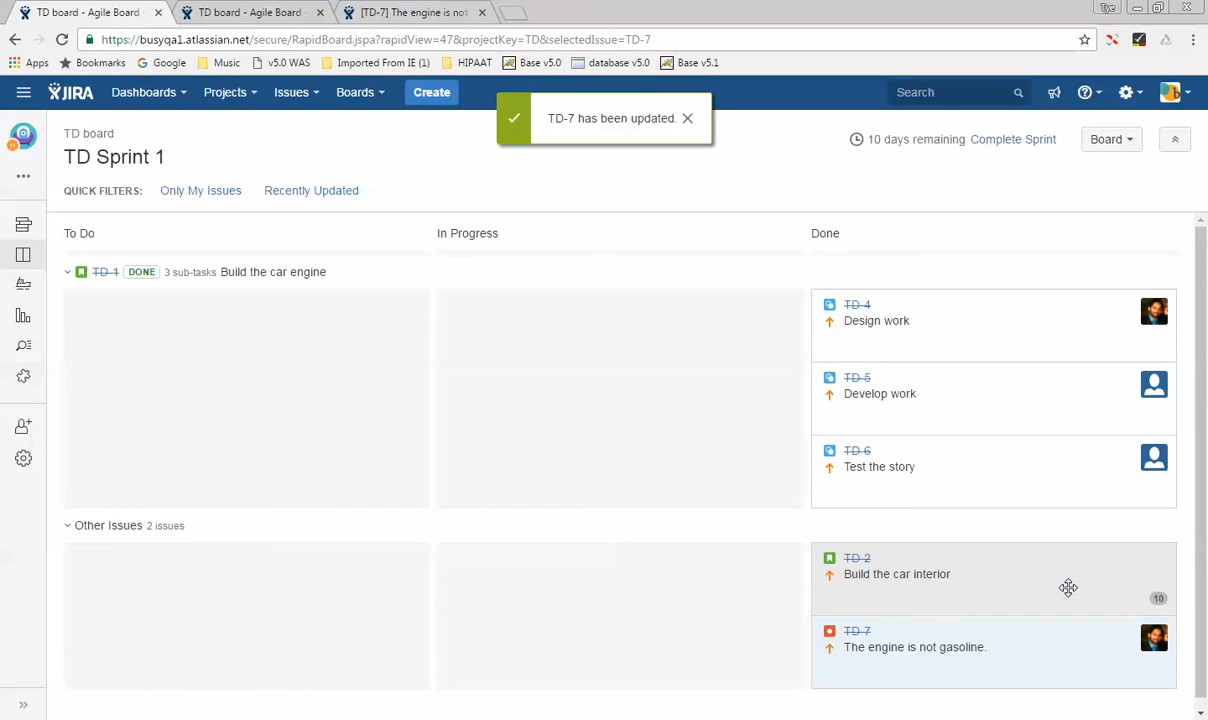 TD board - Agile Board -
TD board - Agile Board -
[TD-7] The engine is not
Tye
https://busyqa1.atlassian.net/secure/RapidBoard.jspa?rapidView=47&projectKey=TD&selectedIssue=TD-7
Apps Bookmarks Google Music v5.0 WAS Imported From IE (1) HIPAAT Base v5.0 database v5.0 Base v5.1
JIRA Dashboards Projects Issues Boards Create Search
TD-7 has been updated.
TD board
TD Sprint 1
10 days remaining Complete Sprint Board
QUICK FILTERS: Only My Issues Recently Updated
To Do In Progress Done
TD-1 DONE 3 sub-tasks Build the car engine
TD-4
Design work
TD-5
Develop work
TD-6
Test the story
Other Issues 2 issues
TD-2
Build the car interior
10
TD-7
The engine is not gasoline.